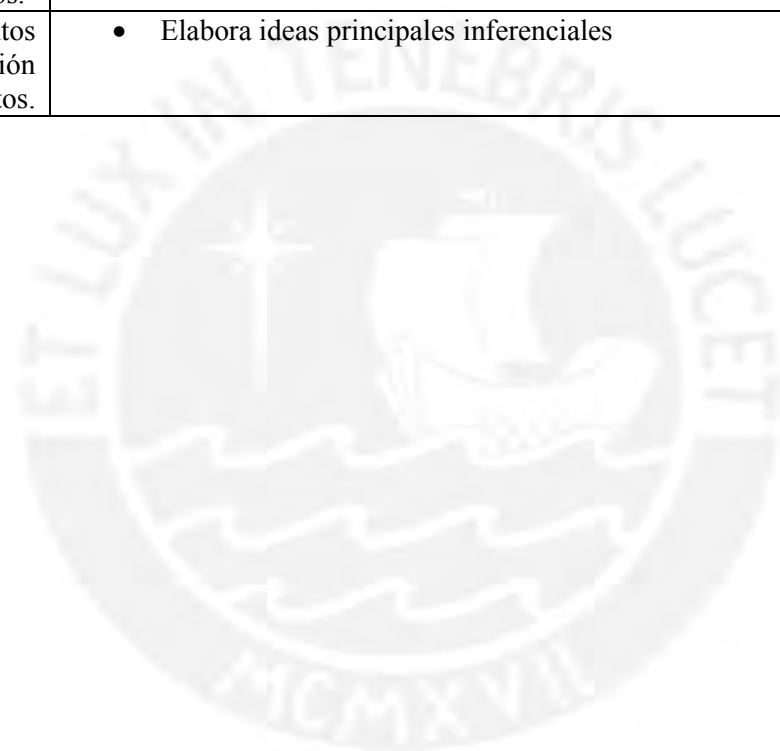 os.
tos • Elabora ideas principales inferenciales
ión
tos.
ET LUX IN TENEBRIS LUCET
MCMXVII